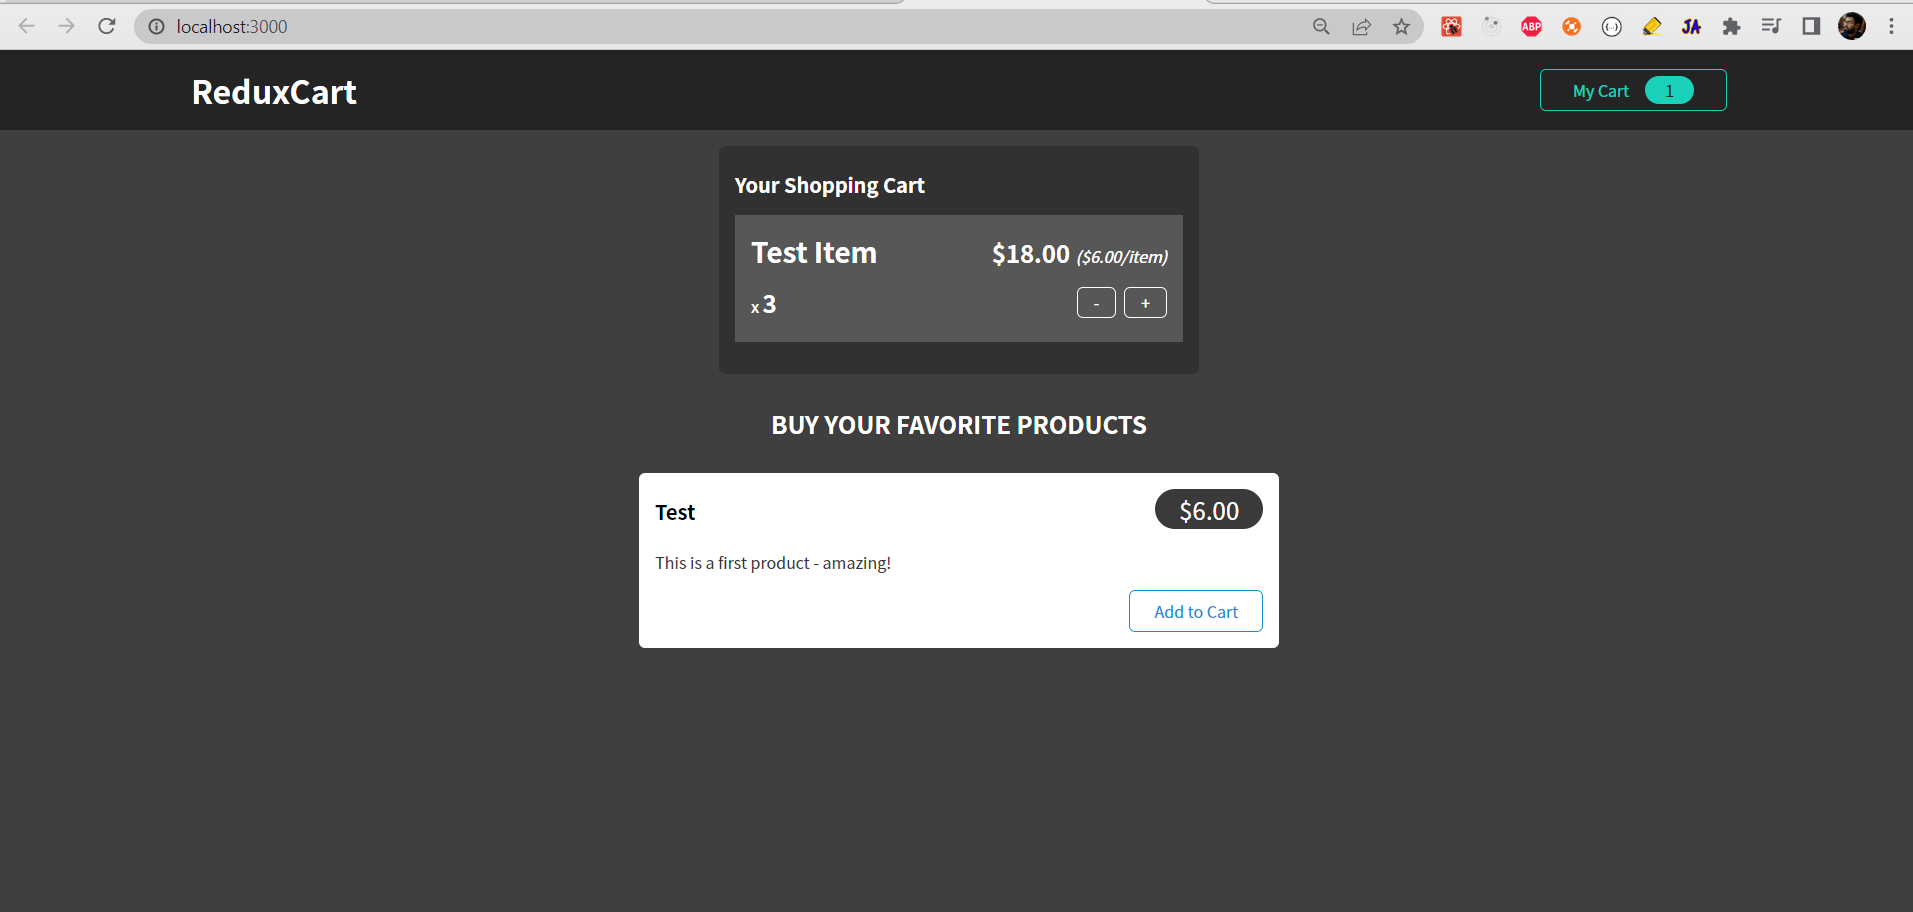 localhost:3000
ABP
{··}
JA
ReduxCart
My Cart 1
Your Shopping Cart
Test Item $18.00 ($6.00/item)
x 3 - +
BUY YOUR FAVORITE PRODUCTS
Test $6.00
This is a first product - amazing!
Add to Cart